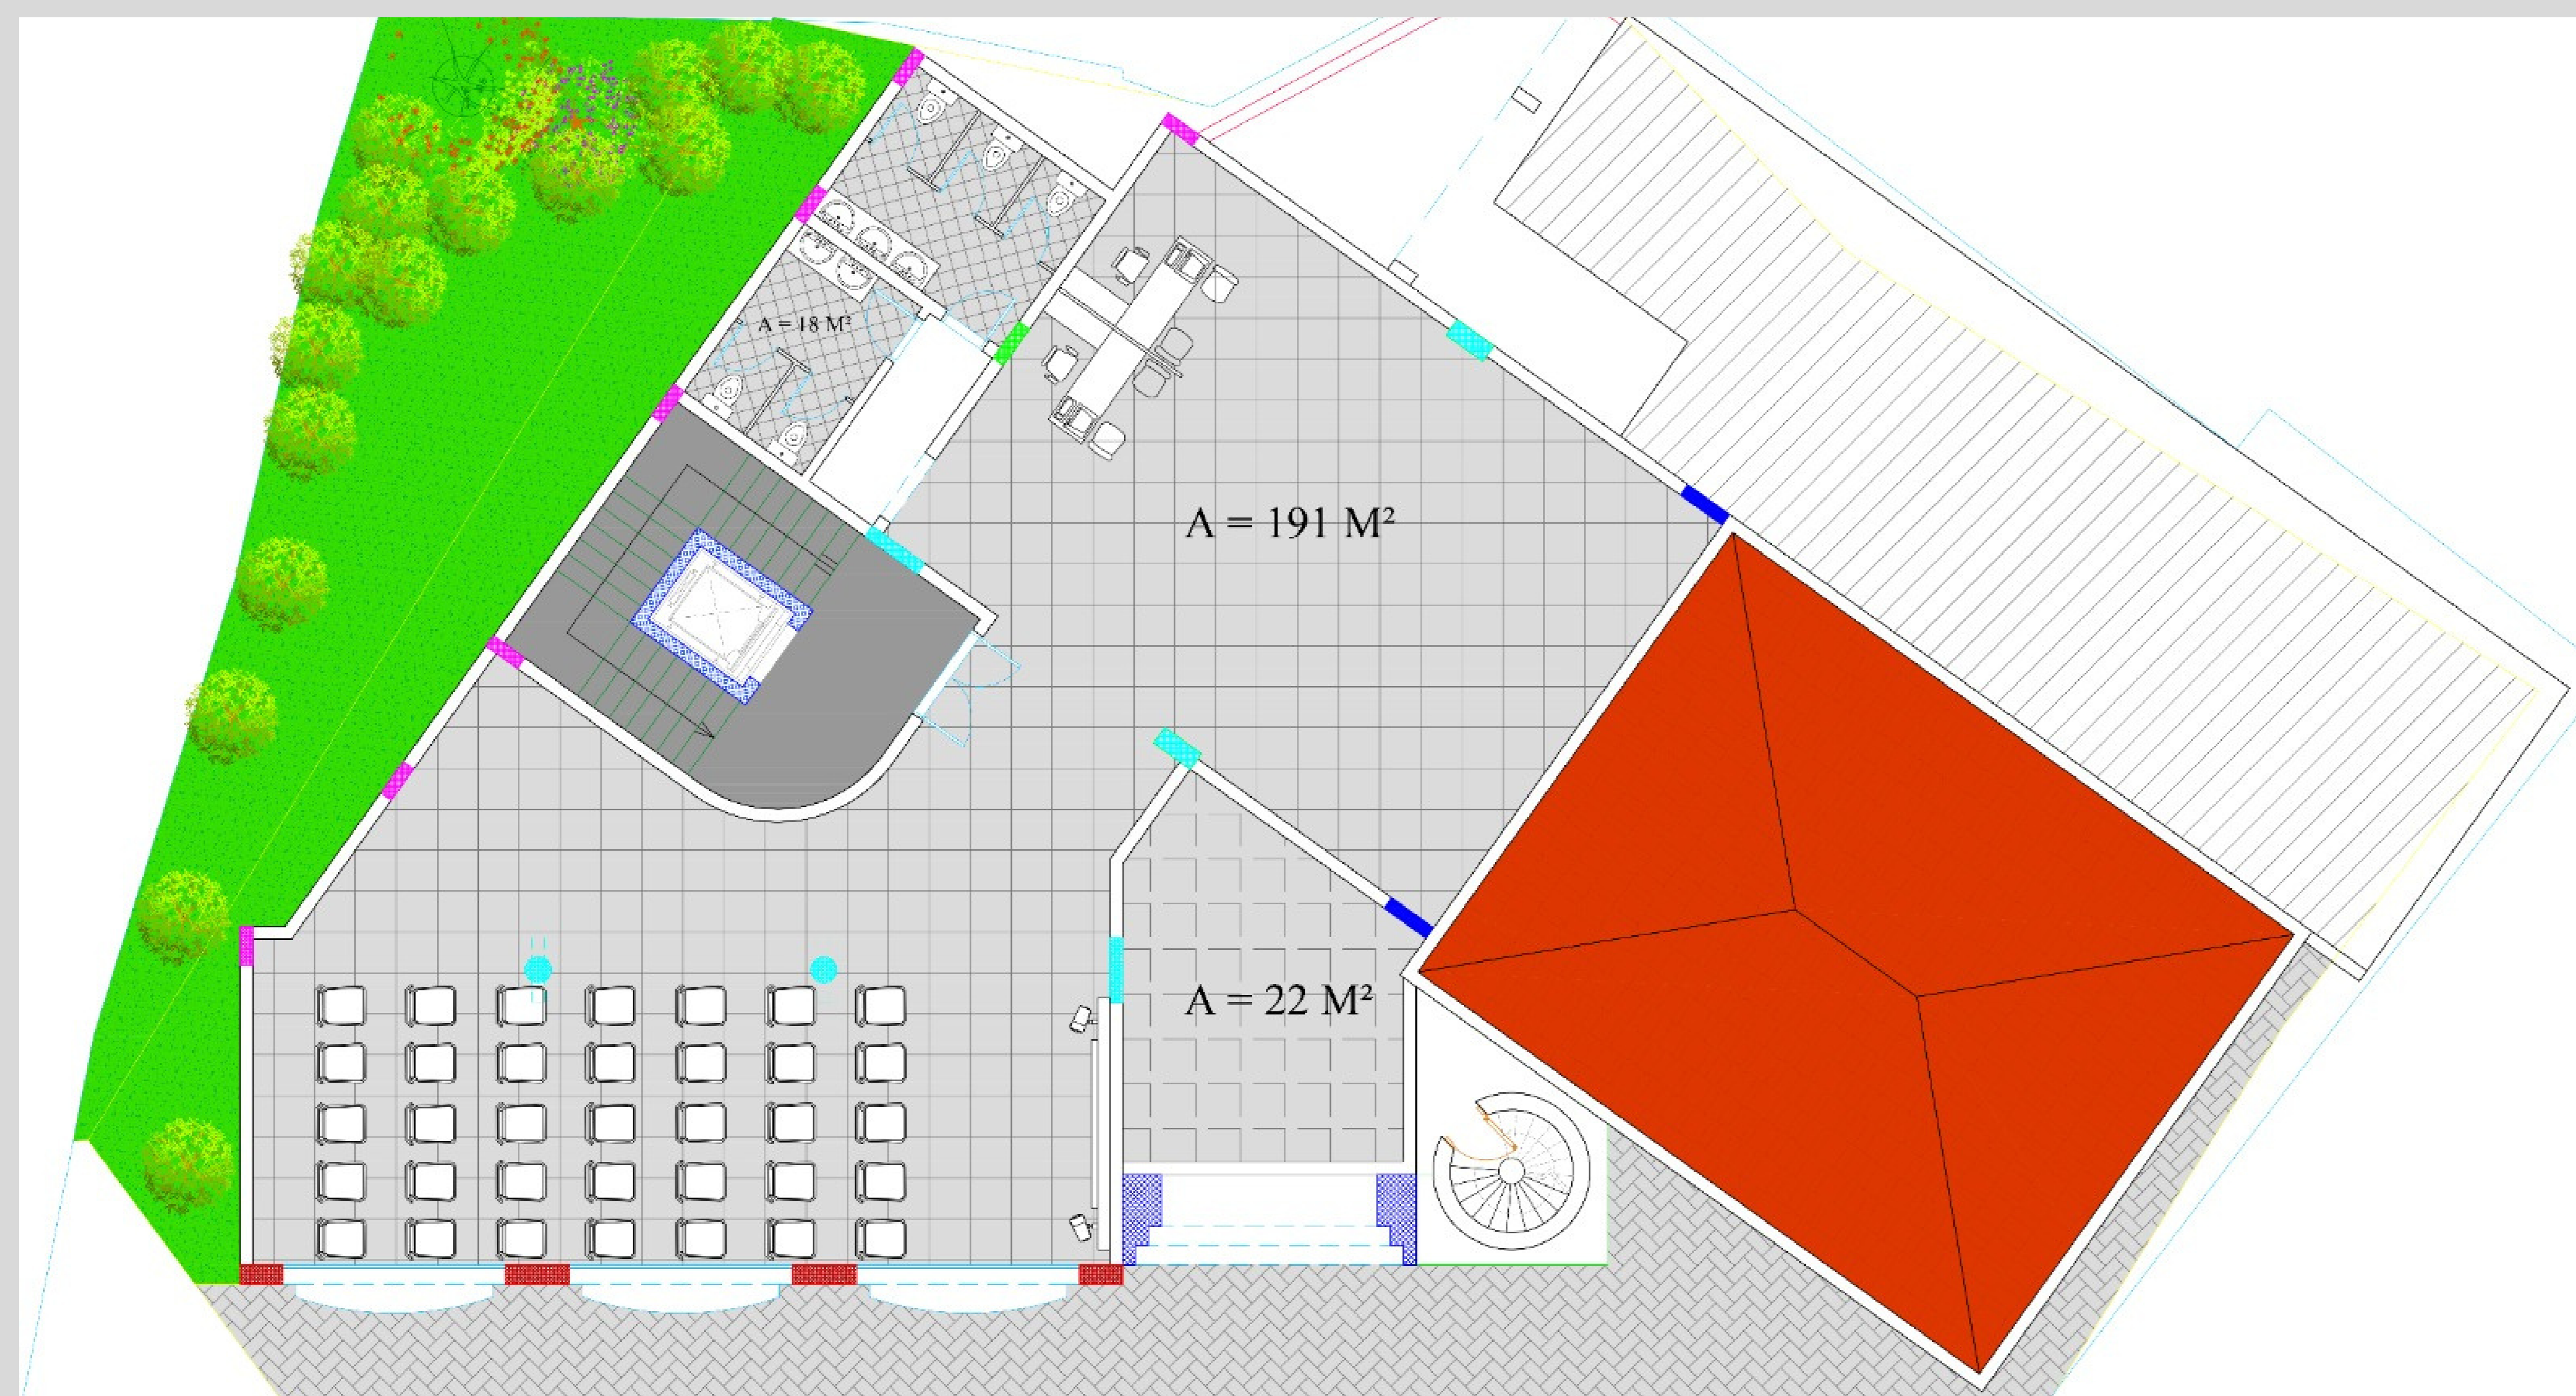 A = 18 M²
A = 191 M²
A = 22 M²